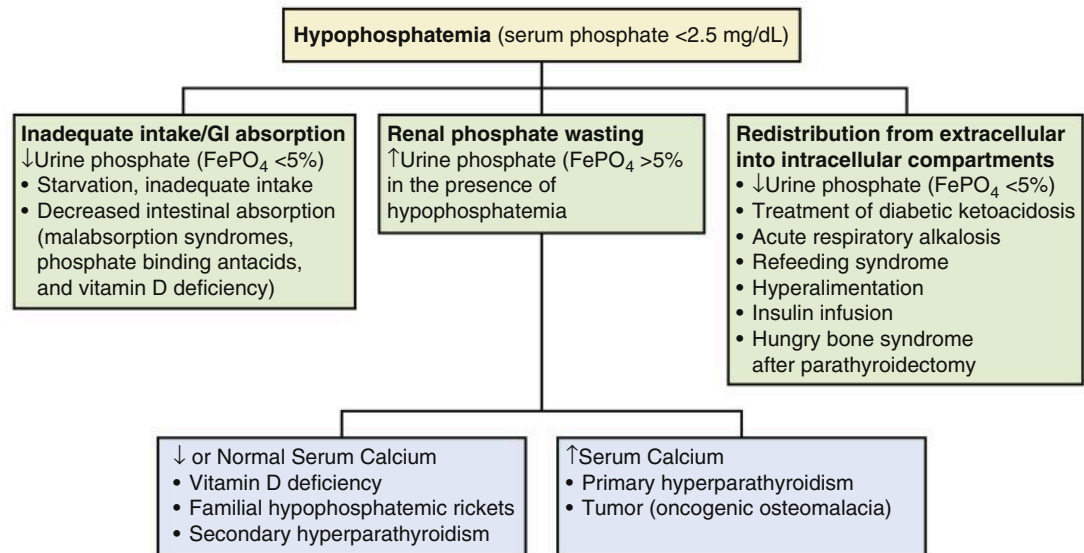 Hypophosphatemia (serum phosphate <2.5 mg/dL)
Inadequate intake/GI absorption
↓Urine phosphate (FePO₄ <5%)
• Starvation, inadequate intake
• Decreased intestinal absorption
(malabsorption syndromes,
phosphate binding antacids,
and vitamin D deficiency)
Renal phosphate wasting
↑Urine phosphate (FePO₄ >5%
in the presence of
hypophosphatemia
Redistribution from extracellular
into intracellular compartments
• ↓Urine phosphate (FePO₄ <5%)
• Treatment of diabetic ketoacidosis
• Acute respiratory alkalosis
• Refeeding syndrome
• Hyperalimentation
• Insulin infusion
• Hungry bone syndrome
after parathyroidectomy
↓ or Normal Serum Calcium
• Vitamin D deficiency
• Familial hypophosphatemic rickets
• Secondary hyperparathyroidism
↑Serum Calcium
• Primary hyperparathyroidism
• Tumor (oncogenic osteomalacia)